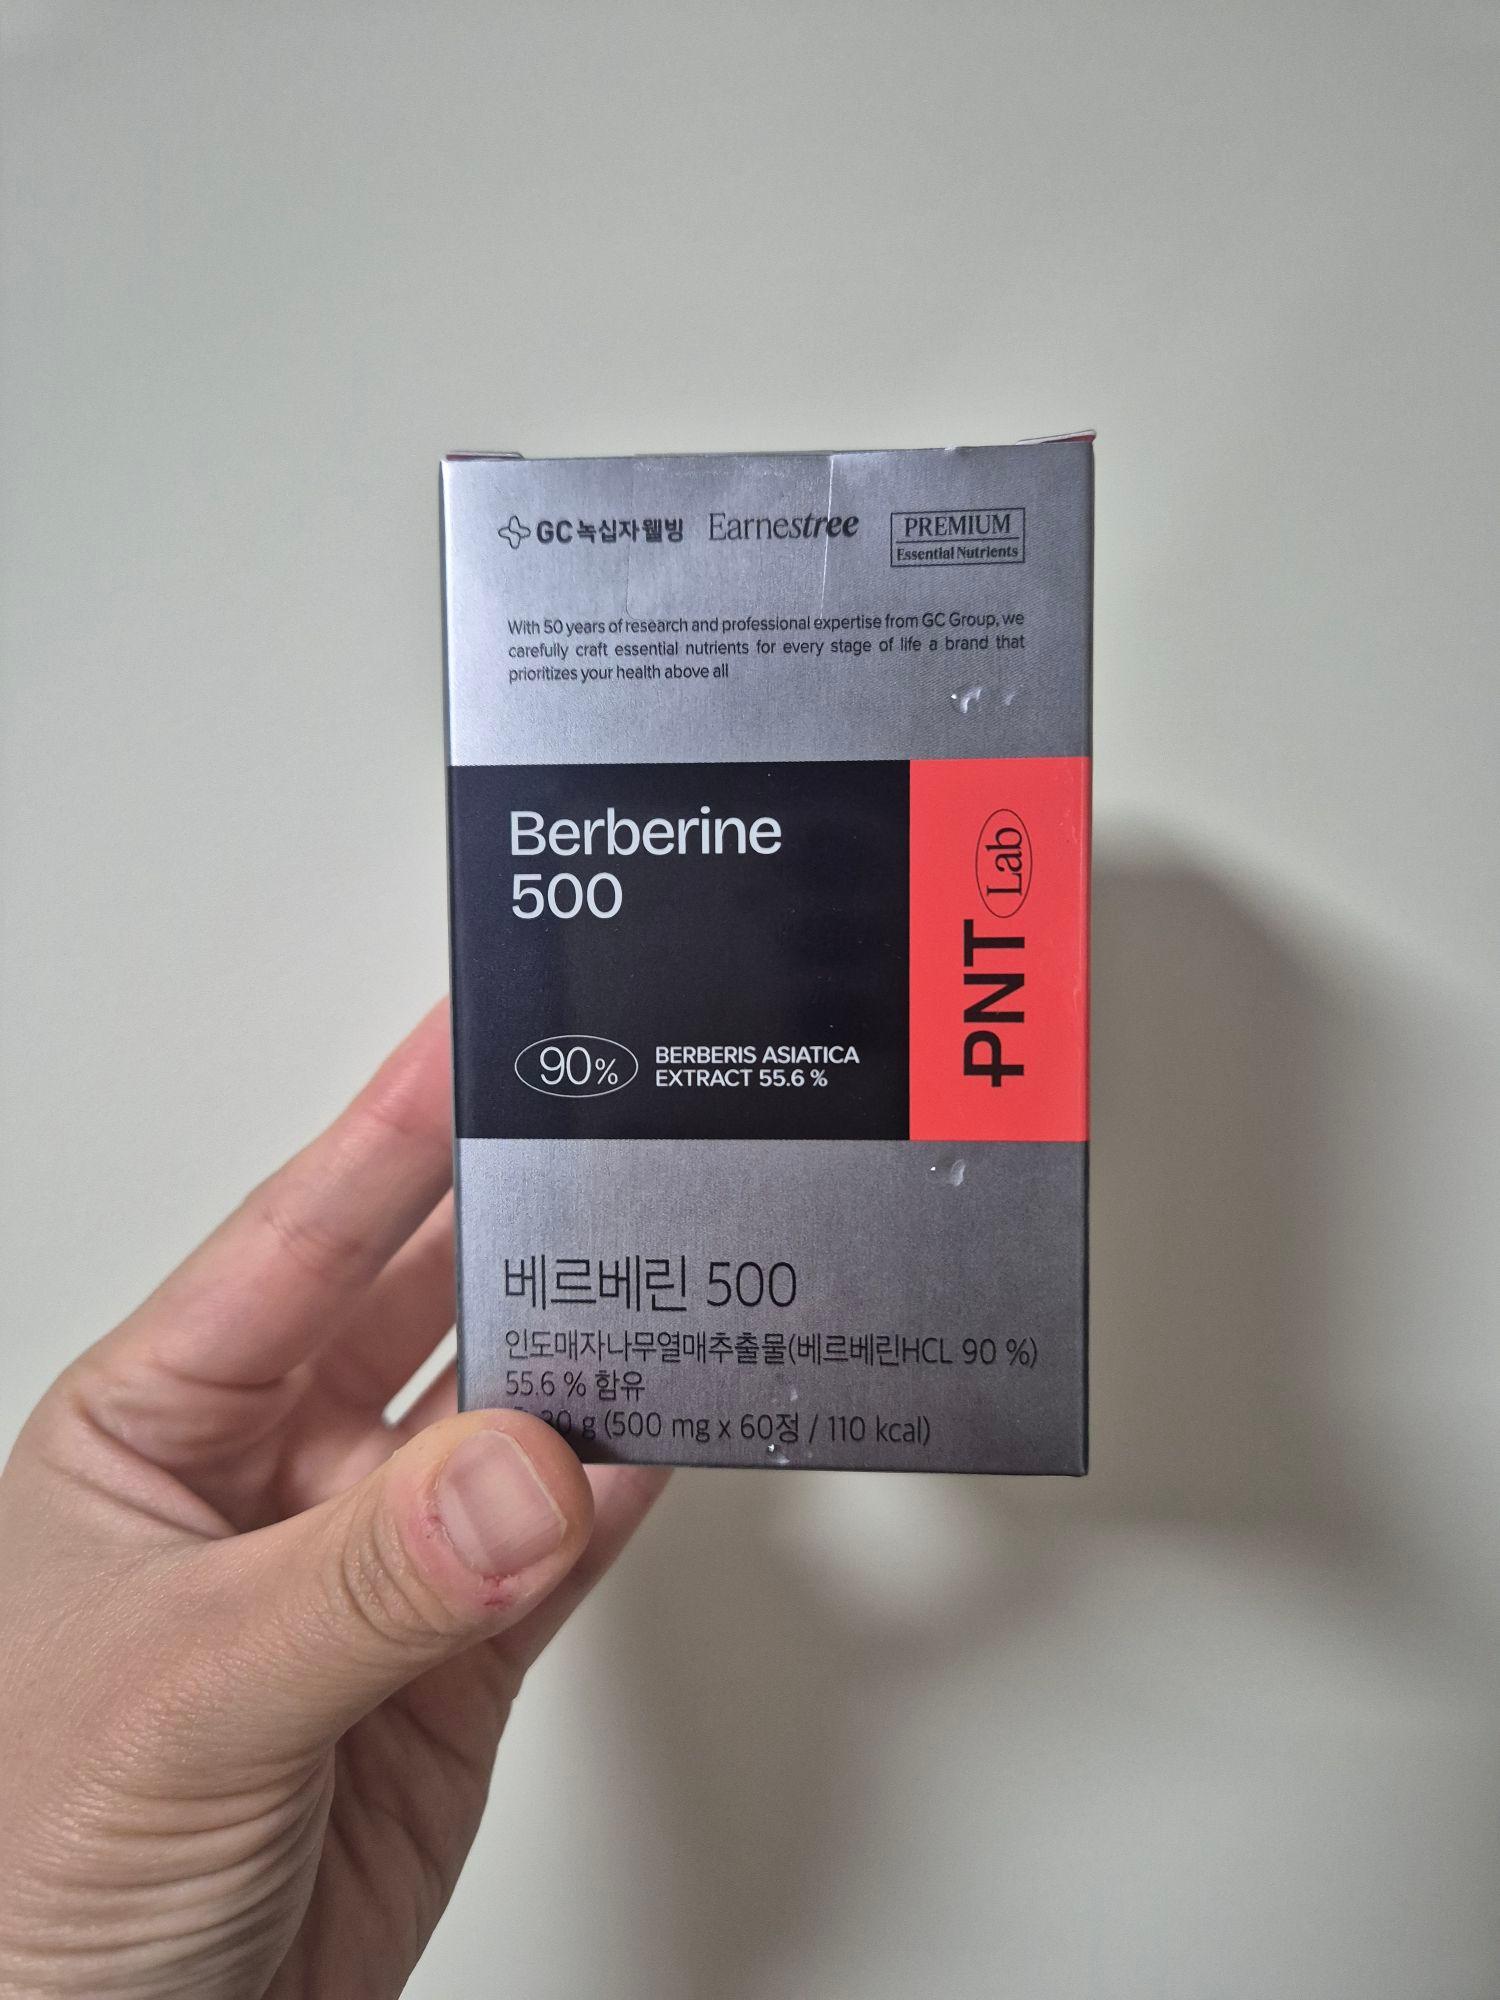 GC녹십자웰빙 Earnestree PREMIUM
Essential Nutrients
With 50 years of research and professional expertise from GC Group, we
carefully craft essential nutrients for every stage of life a brand that
prioritizes your health above all
Berberine
500
PNT Lab
90% BERBERIS ASIATICA
EXTRACT 55.6 %
베르베린 500
인도매자나무열매추출물(베르베린HCL 90 %)
55.6 % 함유
g (500 mg x 60정 / 110 kcal)